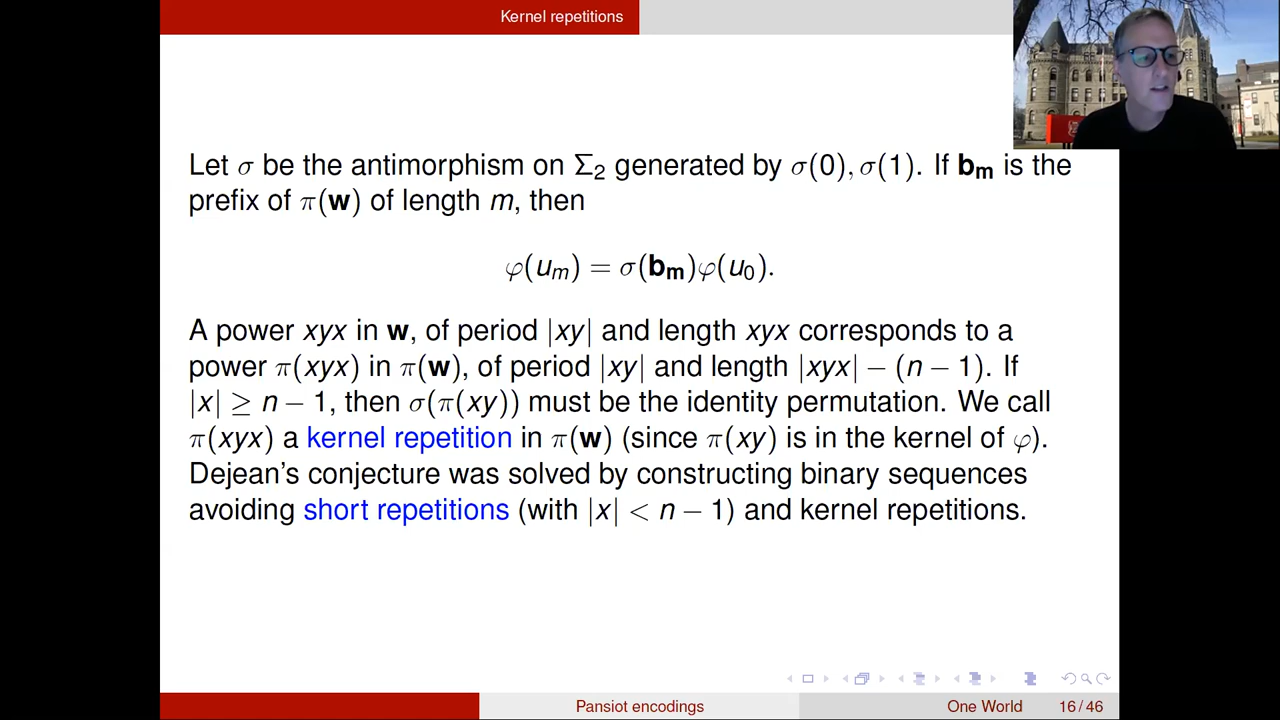 Kernel repetitions
Let σ be the antimorphism on Σ₂ generated by σ(0), σ(1). If bₘ is the
prefix of π(w) of length m, then
φ(uₘ) = σ(bₘ)φ(u₀).
A power xyx in w, of period |xy| and length xyx corresponds to a
power π(xyx) in π(w), of period |xy| and length |xyx| − (n − 1). If
|x| ≥ n − 1, then σ(π(xy)) must be the identity permutation. We call
π(xyx) a kernel repetition in π(w) (since π(xy) is in the kernel of φ).
Dejean's conjecture was solved by constructing binary sequences
avoiding short repetitions (with |x| < n − 1) and kernel repetitions.
Pansiot encodings
One World
16 / 46